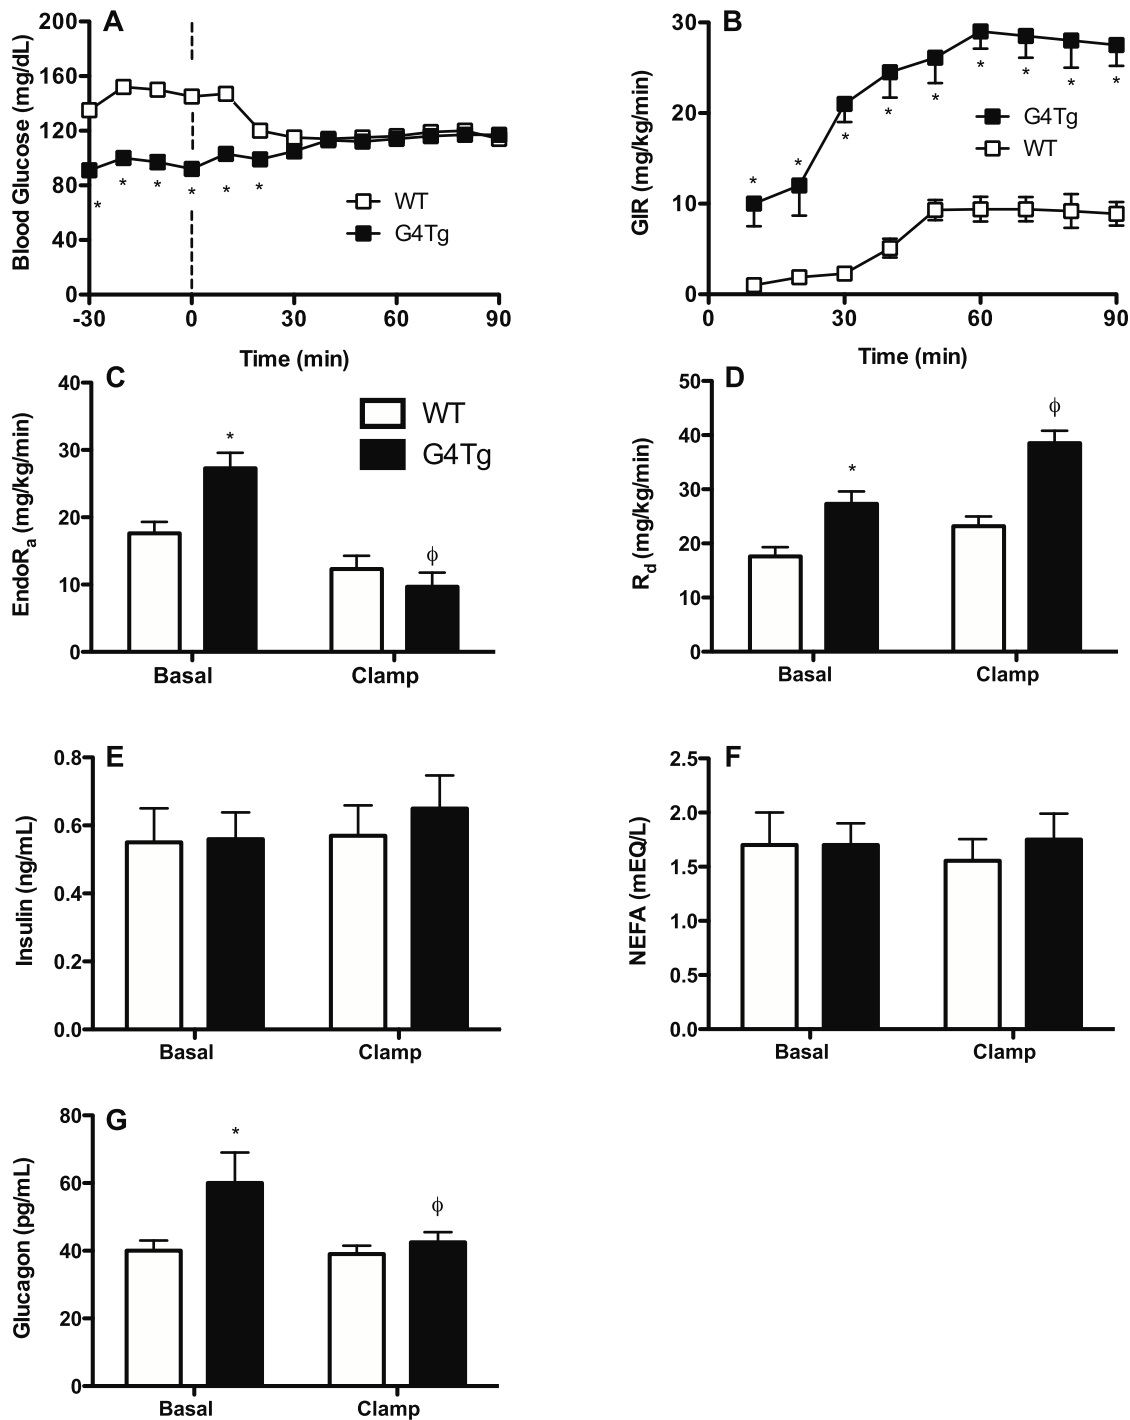 A
Blood Glucose (mg/dL)
200
160
120
80
40
0
-30 0 30 60 90
Time (min)
WT
G4Tg
* * * * * *
B
GIR (mg/kg/min)
30
20
10
0
0 30 60 90
Time (min)
G4Tg
WT
* * * * * * * * *
C
EndoRa (mg/kg/min)
40
30
20
10
0
Basal Clamp
WT
G4Tg
*
ϕ
D
Rd (mg/kg/min)
50
40
30
20
10
0
Basal Clamp
*
ϕ
E
Insulin (ng/mL)
0.8
0.6
0.4
0.2
0.0
Basal Clamp
F
NEFA (mEQ/L)
2.5
2.0
1.5
1.0
0.5
0.0
Basal Clamp
G
Glucagon (pg/mL)
80
60
40
20
0
Basal Clamp
*
ϕ